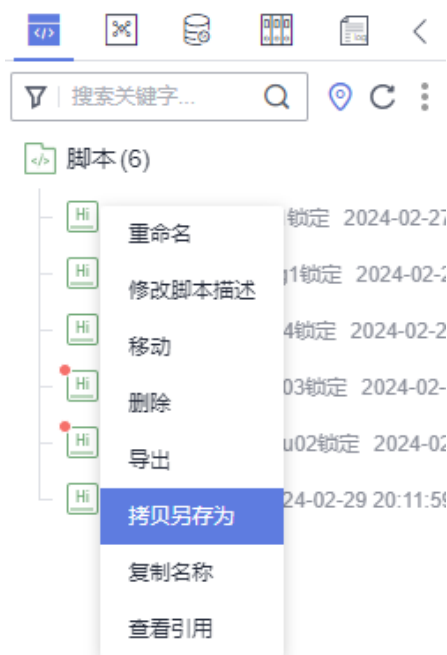 搜索关键字...
脚本 (6)
Hi
锁定 2024-02-27
重命名
Hi
1锁定 2024-02-2
修改脚本描述
Hi
4锁定 2024-02-2
移动
Hi
03锁定 2024-02-
删除
Hi
u02锁定 2024-02
导出
Hi
24-02-29 20:11:59
拷贝另存为
复制名称
查看引用